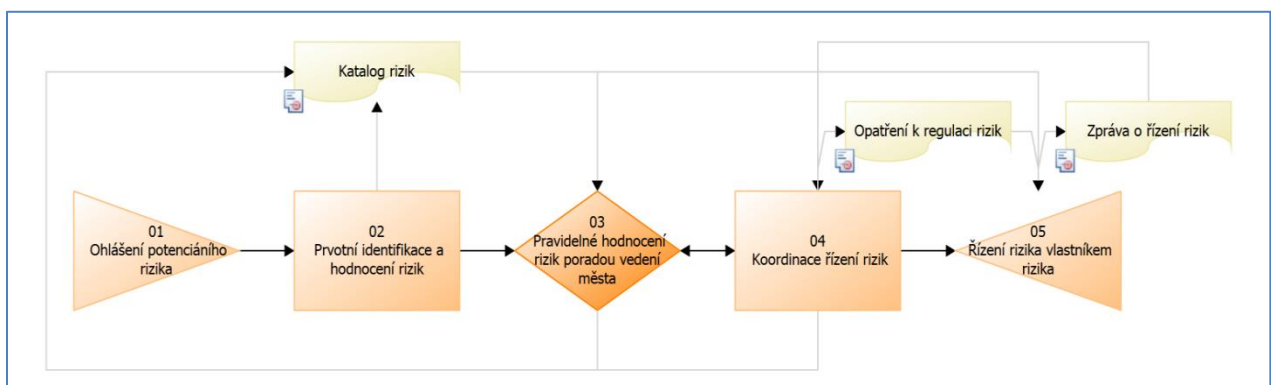 Katalog rizik
Opatření k regulaci rizik
Zpráva o řízení rizik
01
Ohlášení potenciáního
rizika
02
Prvotní identifikace a
hodnocení rizik
03
Pravidelné hodnocení
rizik poradou vedení
města
04
Koordinace řízení rizik
05
Řízení rizika vlastníkem
rizika